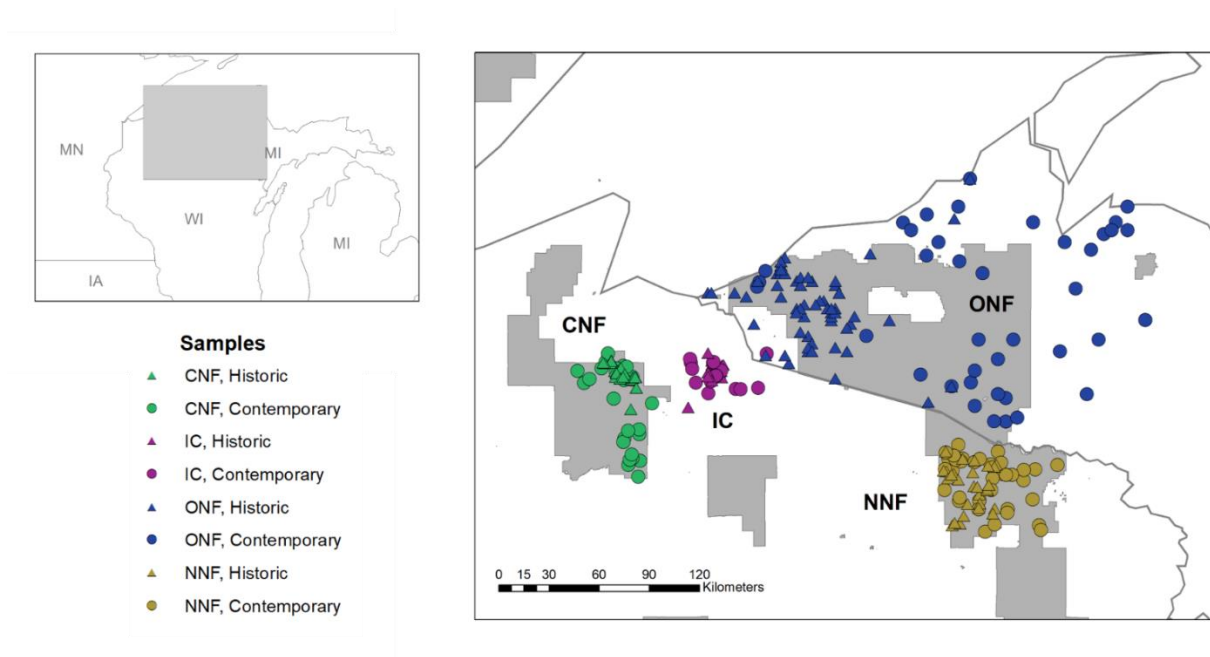 MN
MI
WI
MI
IA
Samples
CNF, Historic
CNF, Contemporary
IC, Historic
IC, Contemporary
ONF, Historic
ONF, Contemporary
NNF, Historic
NNF, Contemporary
ONF
CNF
IC
NNF
0 15 30 60 90 120
Kilometers